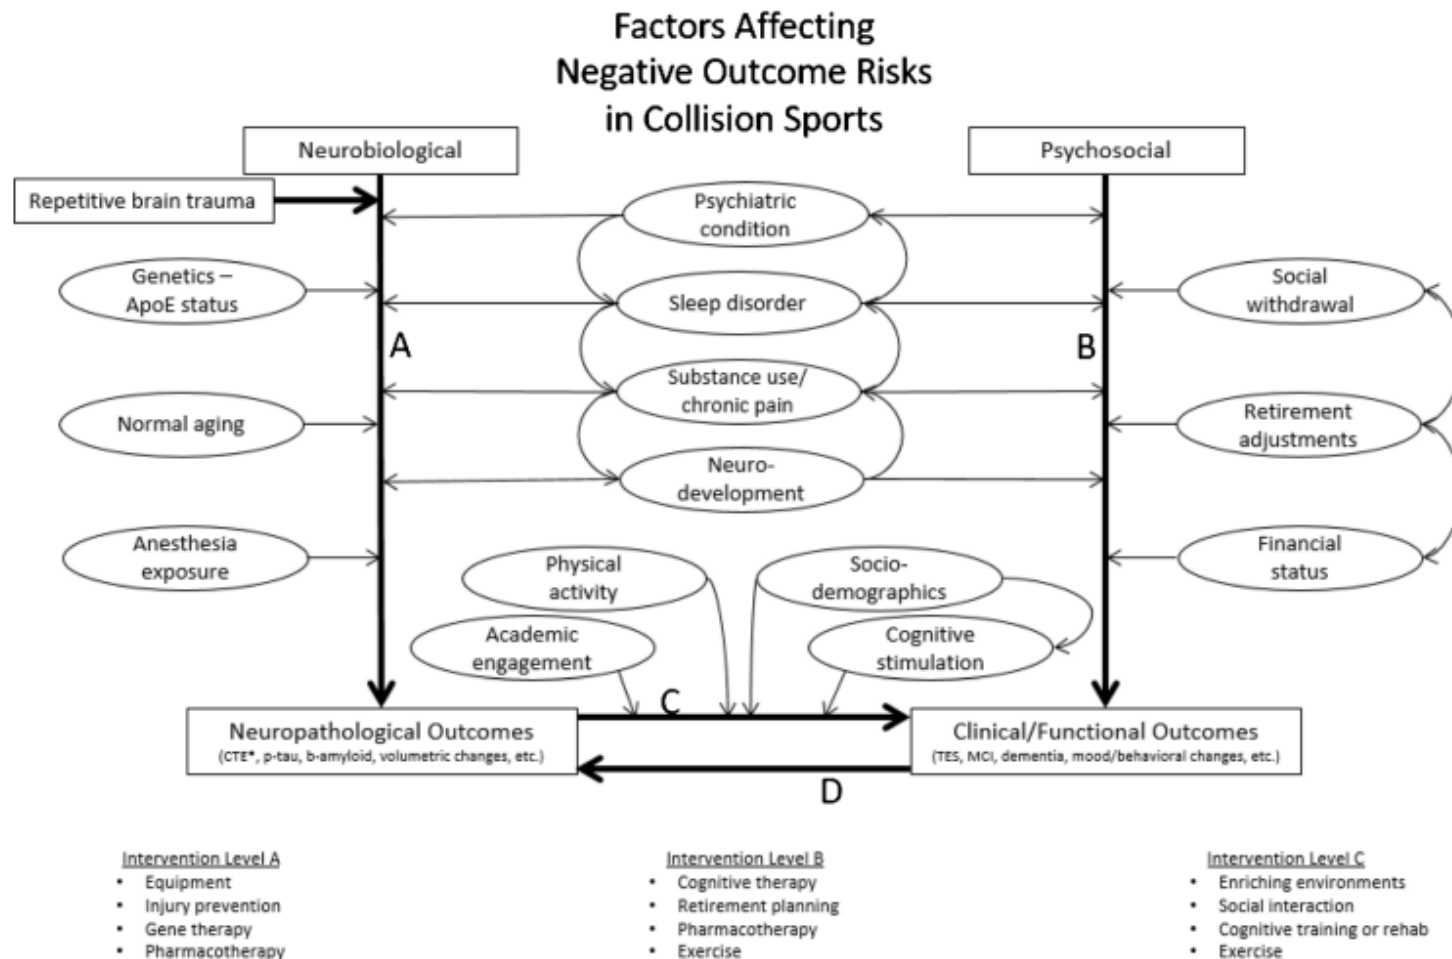 Factors Affecting
Negative Outcome Risks
in Collision Sports
Neurobiological
Psychosocial
Repetitive brain trauma
Psychiatric
condition
Genetics –
ApoE status
Sleep disorder
Social
withdrawal
A
B
Substance use/
chronic pain
Normal aging
Retirement
adjustments
Neuro-
development
Anesthesia
exposure
Physical
activity
Socio-
demographics
Financial
status
Academic
engagement
Cognitive
stimulation
C
Neuropathological Outcomes
(CTE*, p-tau, b-amyloid, volumetric changes, etc.)
Clinical/Functional Outcomes
(TES, MCI, dementia, mood/behavioral changes, etc.)
D
Intervention Level A
• Equipment
• Injury prevention
• Gene therapy
• Pharmacotherapy
Intervention Level B
• Cognitive therapy
• Retirement planning
• Pharmacotherapy
• Exercise
Intervention Level C
• Enriching environments
• Social interaction
• Cognitive training or rehab
• Exercise